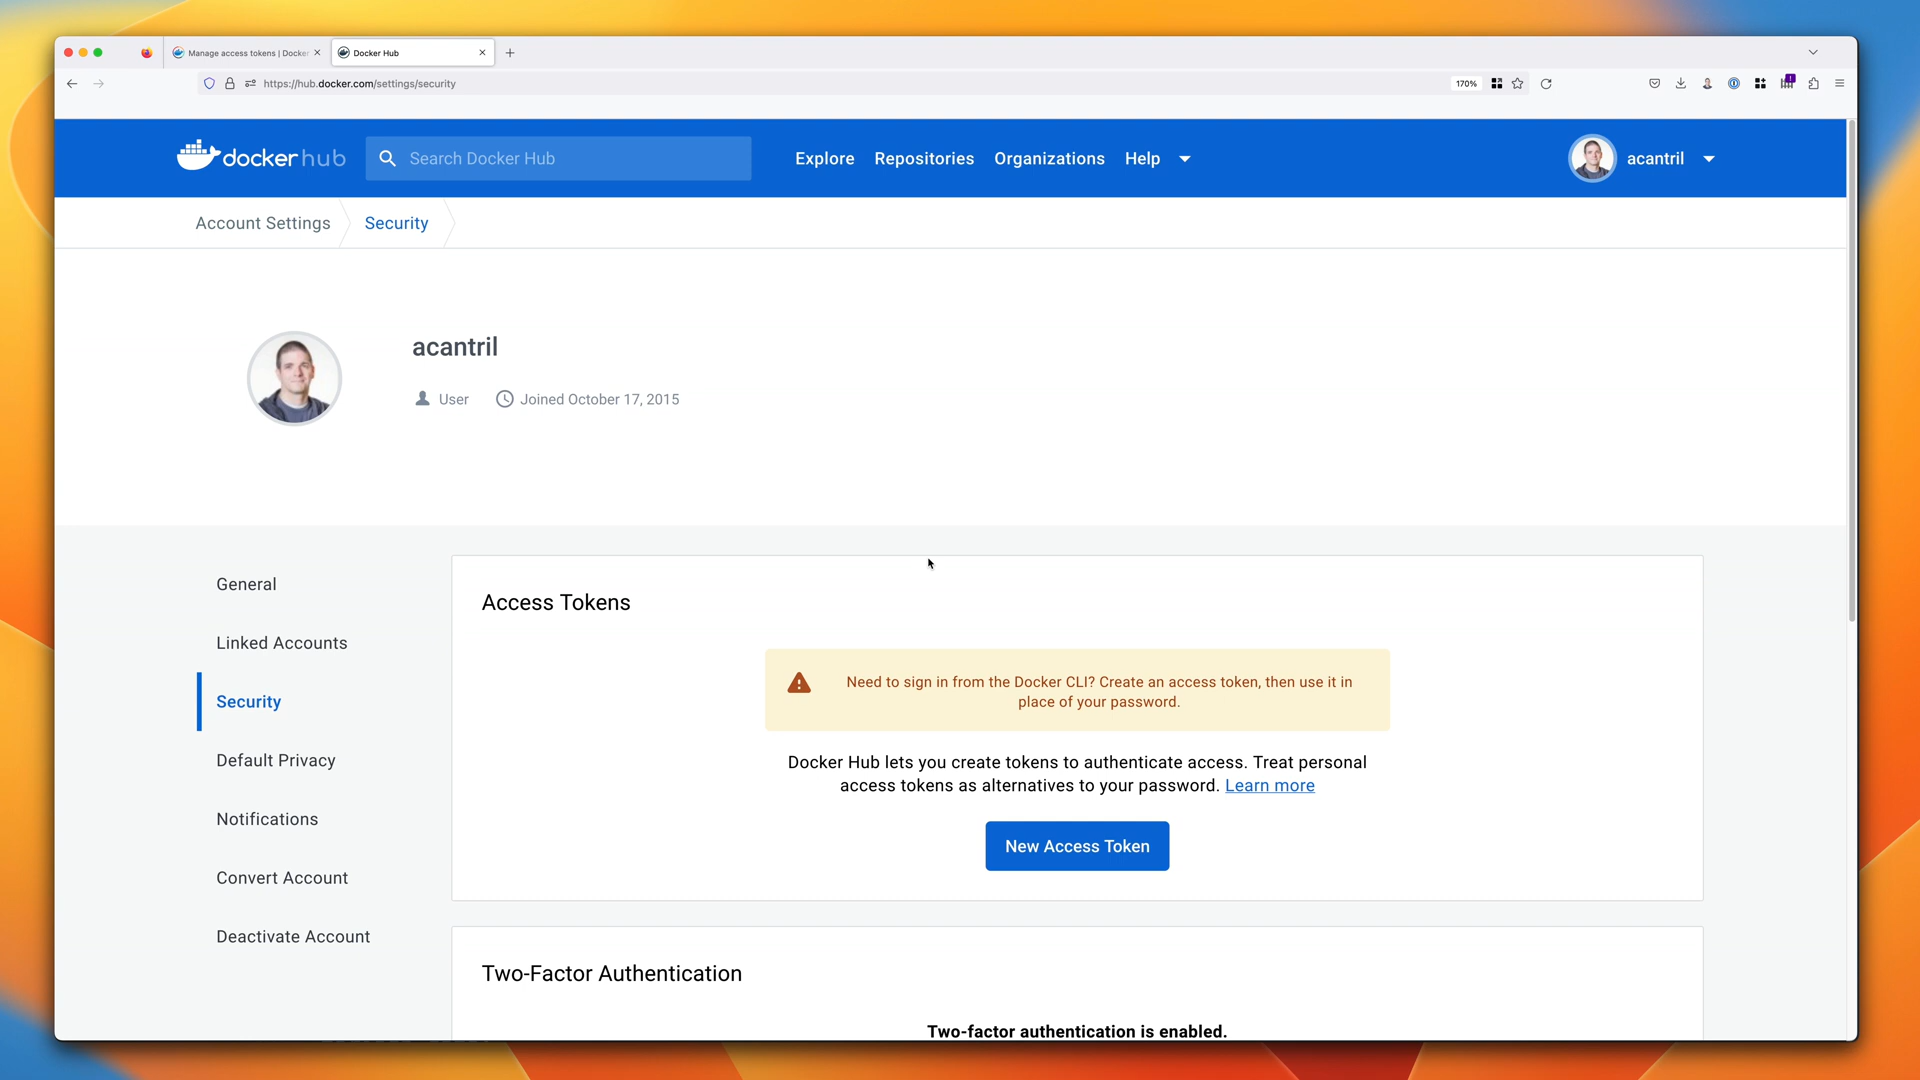 Manage access tokens | Docker
Docker Hub
https://hub.docker.com/settings/security
170%
dockerhub
Search Docker Hub
Explore
Repositories
Organizations
Help
acantril
Account Settings
Security
acantril
User
Joined October 17, 2015
General
Linked Accounts
Security
Default Privacy
Notifications
Convert Account
Deactivate Account
Access Tokens
Need to sign in from the Docker CLI? Create an access token, then use it in
place of your password.
Docker Hub lets you create tokens to authenticate access. Treat personal
access tokens as alternatives to your password. Learn more
New Access Token
Two-Factor Authentication
Two-factor authentication is enabled.